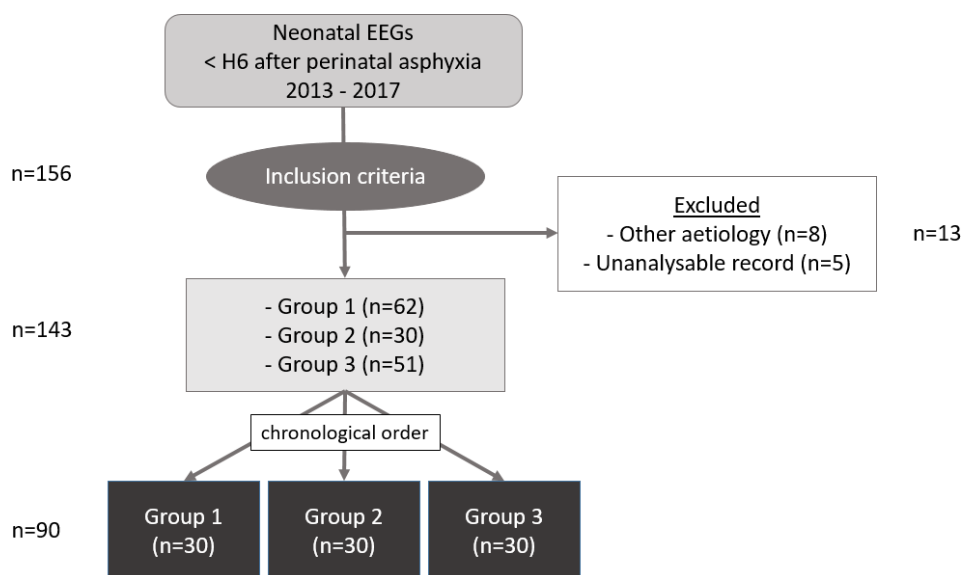 Neonatal EEGs
< H6 after perinatal asphyxia
2013 - 2017
n=156
Inclusion criteria
Excluded
- Other aetiology (n=8)
- Unanalysable record (n=5)
n=13
n=143
- Group 1 (n=62)
- Group 2 (n=30)
- Group 3 (n=51)
chronological order
n=90
Group 1
(n=30)
Group 2
(n=30)
Group 3
(n=30)